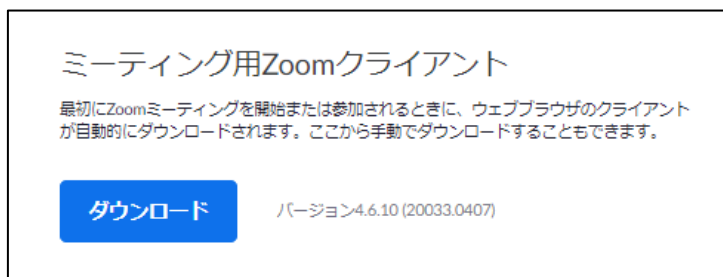 ミーティング用Zoomクライアント
最初にZoomミーティングを開始または参加されるときに、ウェブブラウザのクライアント
が自動的にダウンロードされます。ここから手動でダウンロードすることもできます。
ダウンロード バージョン4.6.10 (20033.0407)